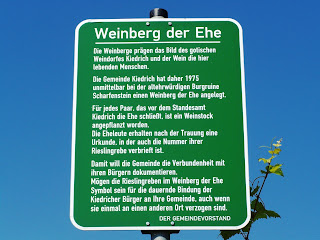 Weinberg der Ehe
Die Weinberge prägen das Bild des gotischen
Weindorfes Kiedrich und der Wein die hier
lebenden Menschen.
Die Gemeinde Kiedrich hat daher 1975
unmittelbar bei der altehrwürdigen Burgruine
Scharfenstein einen Weinberg der Ehe angelegt.
Für jedes Paar, das vor dem Standesamt
Kiedrich die Ehe schließt, ist ein Weinstock
angepflanzt worden.
Die Eheleute erhalten nach der Trauung eine
Urkunde, in der auch die Nummer ihrer
Rieslingrebe verbrieft ist.
Damit will die Gemeinde die Verbundenheit mit
ihren Bürgern dokumentieren.
Mögen die Rieslingreben im Weinberg der Ehe
Symbol sein für die dauernde Bindung der
Kiedricher Bürger an Ihre Gemeinde, auch wenn
sie einmal an einen anderen Ort verzogen sind.
DER GEMEINDEVORSTAND